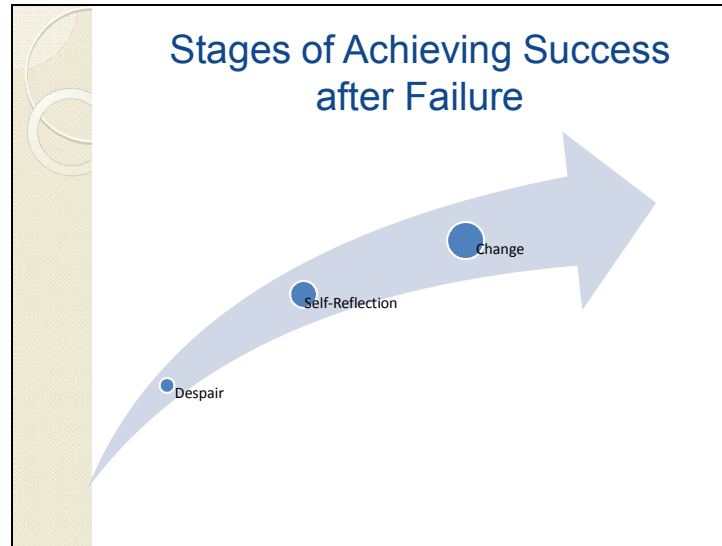 Stages of Achieving Success
after Failure
Change
Self-Reflection
Despair